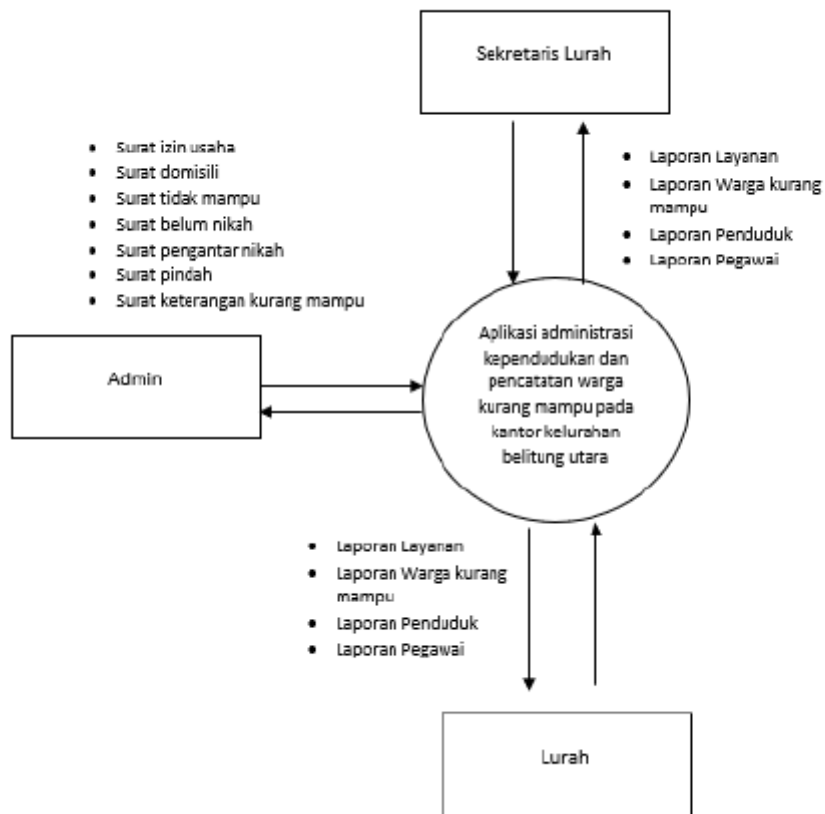 Sekretaris Lurah
• Surat izin usaha
• Surat domisili
• Surat tidak mampu
• Surat belum nikah
• Surat pengantar nikah
• Surat pindah
• Surat keterangan kurang mampu
• Laporan Layanan
• Laporan Warga kurang
mampu
• Laporan Penduduk
• Laporan Pegawai
Admin
Aplikasi administrasi
kependudukan dan
pencatatan warga
kurang mampu pada
kantor kelurahan
belitung utara
• Laporan Layanan
• Laporan Warga kurang
mampu
• Laporan Penduduk
• Laporan Pegawai
Lurah